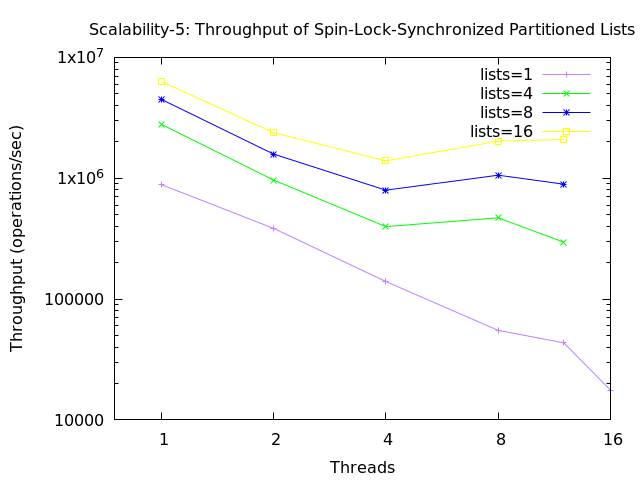 Scalability-5: Throughput of Spin-Lock-Synchronized Partitioned Lists
1x10^7
lists=1
lists=4
lists=8
lists=16
1x10^6
100000
10000
Throughput (operations/sec)
1 2 4 8 16
Threads